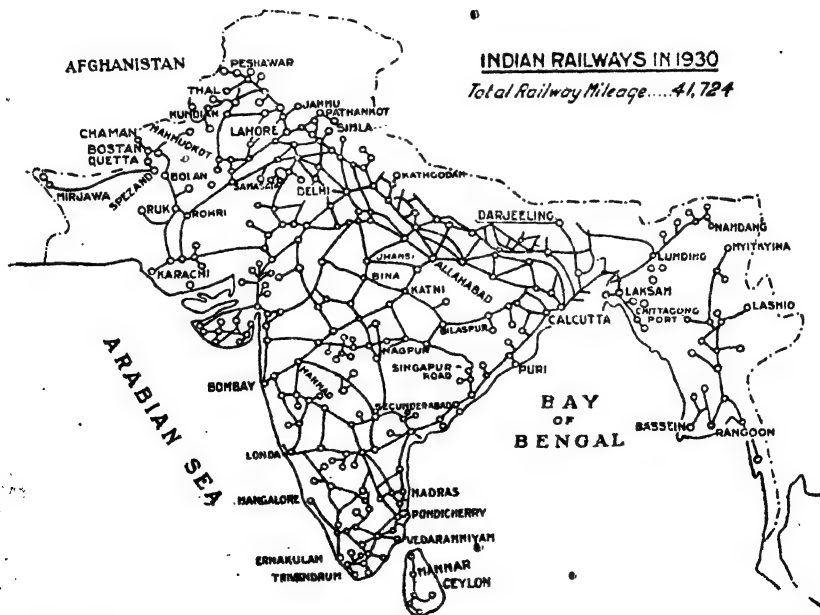 INDIAN RAILWAYS IN 1930
Total Railway Mileage.....41,724
AFGHANISTAN
PESHAWAR
THAL
KUNDIAN
JAMMU
PATHANKOT
LAHORE
SIMLA
CHAMAN
MAHMUDKOT
BOSTAN
QUETTA
SPEZAND
BOLAN
SAMASATA
DELHI
KATHGODAM
MIRJAWA
RUK
ROHRI
DARJEELING
NAMDANG
MYITKYINA
LUMDING
KARACHI
JHANSI
BINA
ALLAHABAD
KATNI
LAKSAM
CHITTAGONG
PORT
LASHIO
CALCUTTA
BILASPUR
NAGPUR
BOMBAY
MANMAD
SINGAPUR
ROAD
PURI
ARABIAN SEA
SECUNDERABAD
BAY
OF
BENGAL
BASSEIN
RANGOON
LONDA
MANGALORE
MADRAS
PONDICHERRY
VEDARANNIYAM
ERNAKULAM
TRIVANDRUM
MANNAR
CEYLON